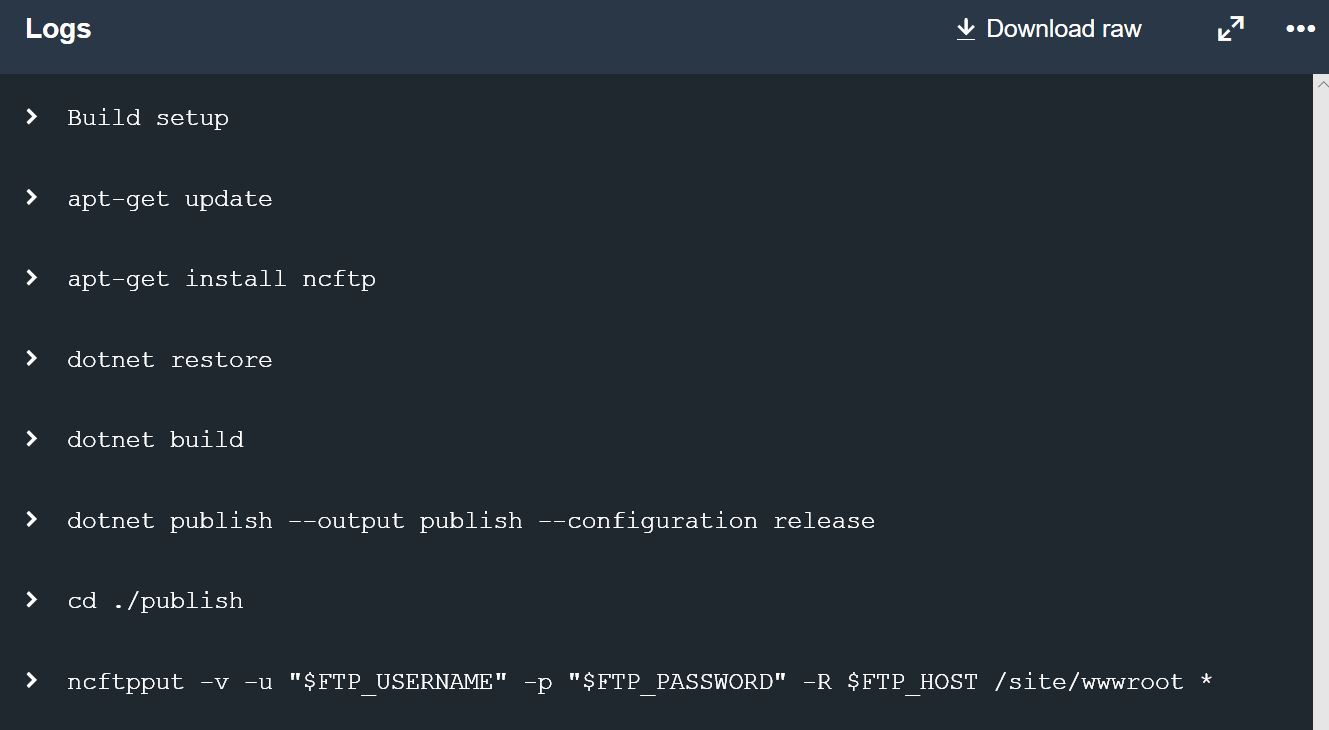 Logs
Download raw
Build setup
apt-get update
apt-get install ncftp
dotnet restore
dotnet build
dotnet publish --output publish --configuration release
cd ./publish
ncftpput -v -u "$FTP_USERNAME" -p "$FTP_PASSWORD" -R $FTP_HOST /site/wwwroot *